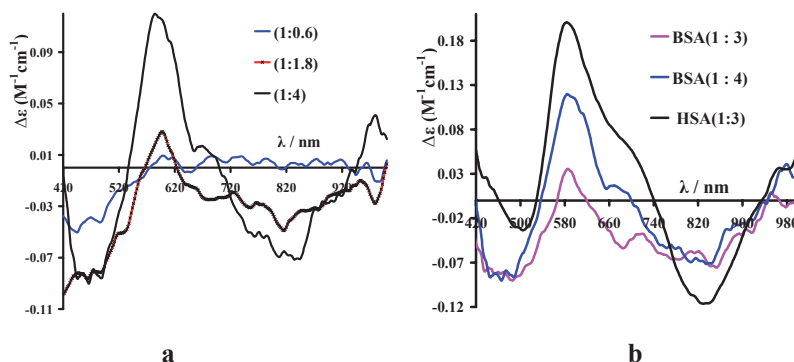 (1:0.6)
(1:1.8)
(1:4)
Δε (M⁻¹cm⁻¹)
λ / nm
0.09
0.05
0.01
-0.03
-0.07
-0.11
420 520 620 720 820 920
a
BSA(1 : 3)
BSA(1 : 4)
HSA(1:3)
Δε (M⁻¹cm⁻¹)
λ / nm
0.18
0.13
0.08
0.03
-0.02
-0.07
-0.12
420 500 580 660 740 820 900 980
b